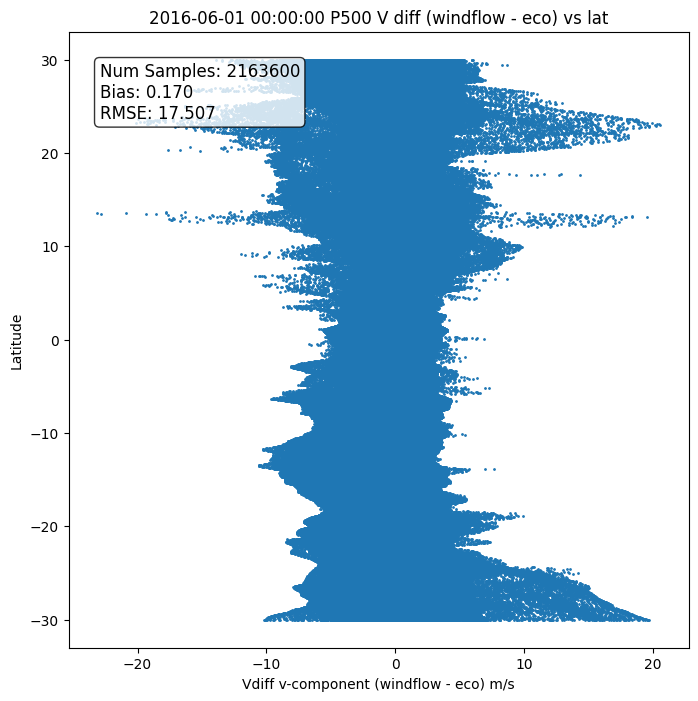 2016-06-01 00:00:00 P500 V diff (windflow - eco) vs lat
Num Samples: 2163600
Bias: 0.170
RMSE: 17.507
30
20
10
0
−10
−20
−30
Latitude
−20
−10
0
10
20
Vdiff v-component (windflow - eco) m/s